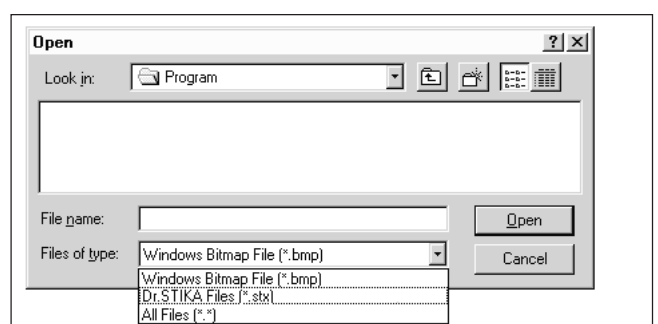 Open
Look in: Program
File name: Open
Files of type: Windows Bitmap File (*.bmp) Cancel
Windows Bitmap File (*.bmp)
Dr.STIKA Files (*.stx)
All Files (*.*)